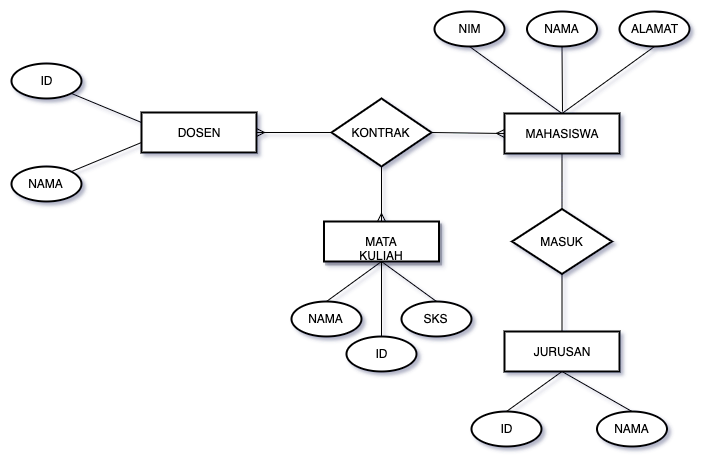 NIM
NAMA
ALAMAT
ID
DOSEN
KONTRAK
MAHASISWA
NAMA
MATA
KULIAH
MASUK
NAMA
SKS
ID
JURUSAN
ID
NAMA